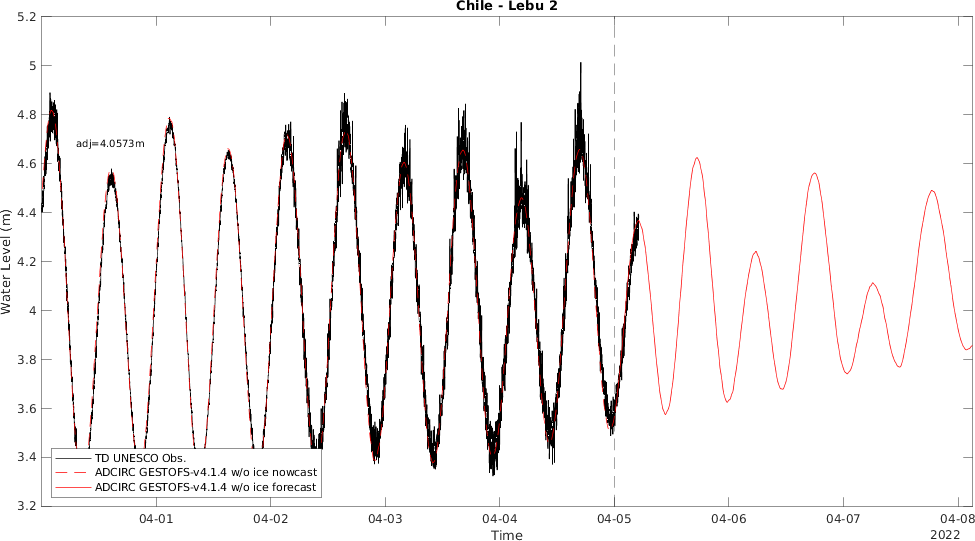 Chile - Lebu 2
5.2
5
4.8
4.6
4.4
4.2
4
3.8
3.6
3.4
3.2
Water Level (m)
adj=4.0573m
TD UNESCO Obs.
ADCIRC GESTOFS-v4.1.4 w/o ice nowcast
ADCIRC GESTOFS-v4.1.4 w/o ice forecast
04-01 04-02 04-03 04-04 04-05 04-06 04-07 04-08
Time
2022